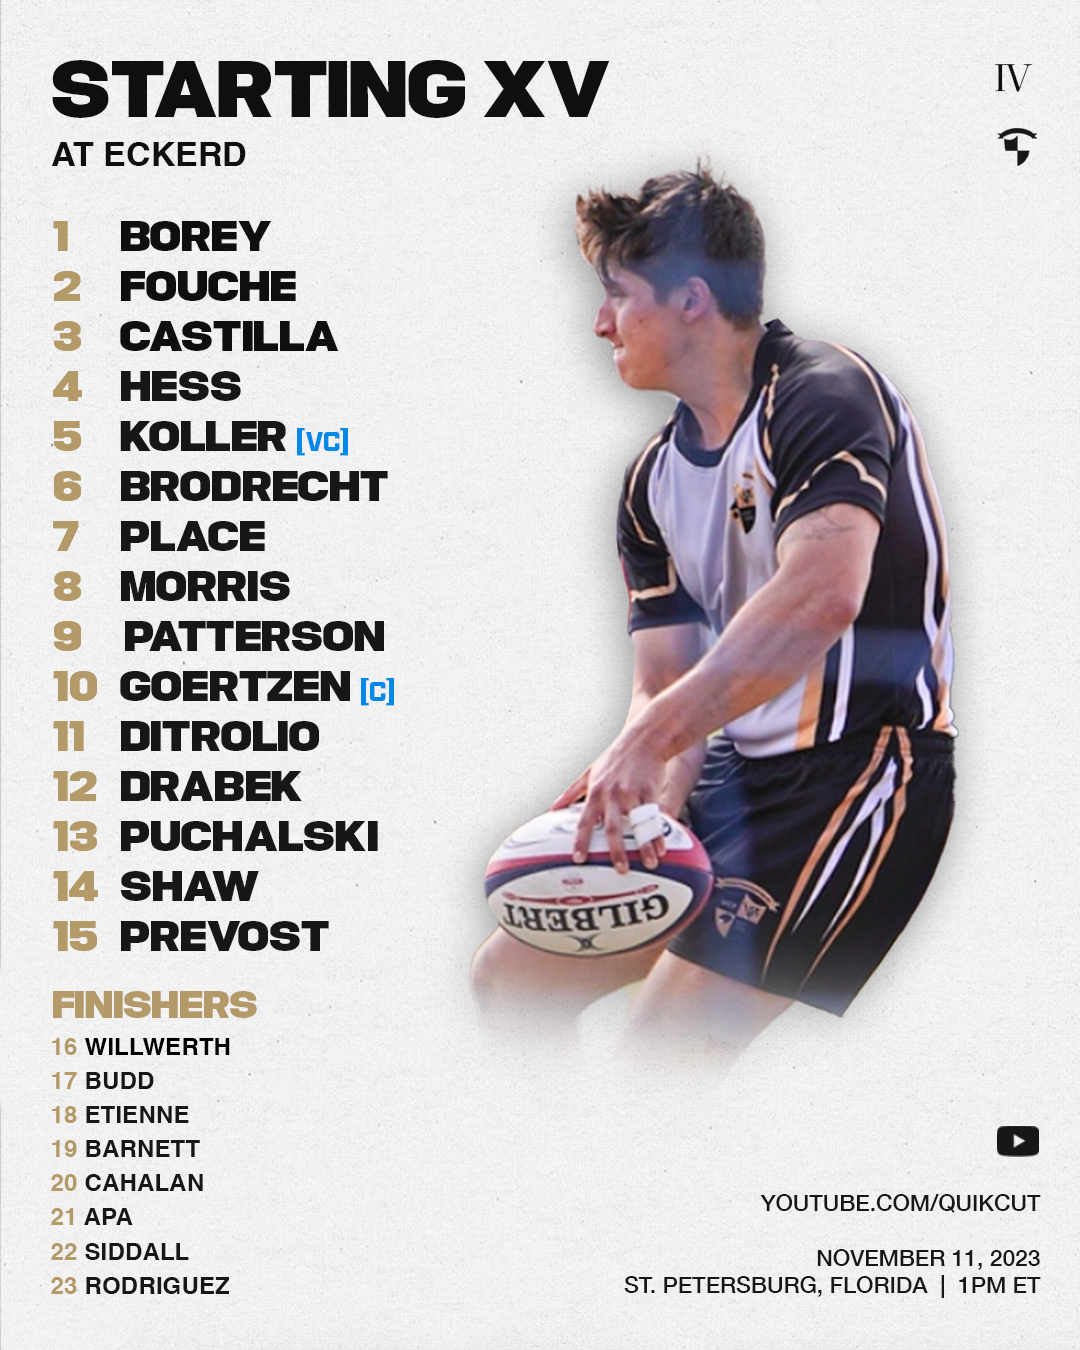 STARTING XV
AT ECKERD
IV
1 BOREY
2 FOUCHE
3 CASTILLA
4 HESS
5 KOLLER [VC]
6 BRODRECHT
7 PLACE
8 MORRIS
9 PATTERSON
10 GOERTZEN [C]
11 DITROLIO
12 DRABEK
13 PUCHALSKI
14 SHAW
15 PREVOST
GILBERT
FINISHERS
16 WILLWERTH
17 BUDD
18 ETIENNE
19 BARNETT
20 CAHALAN
21 APA
22 SIDDALL
23 RODRIGUEZ
YOUTUBE.COM/QUIKCUT
NOVEMBER 11, 2023
ST. PETERSBURG, FLORIDA | 1PM ET